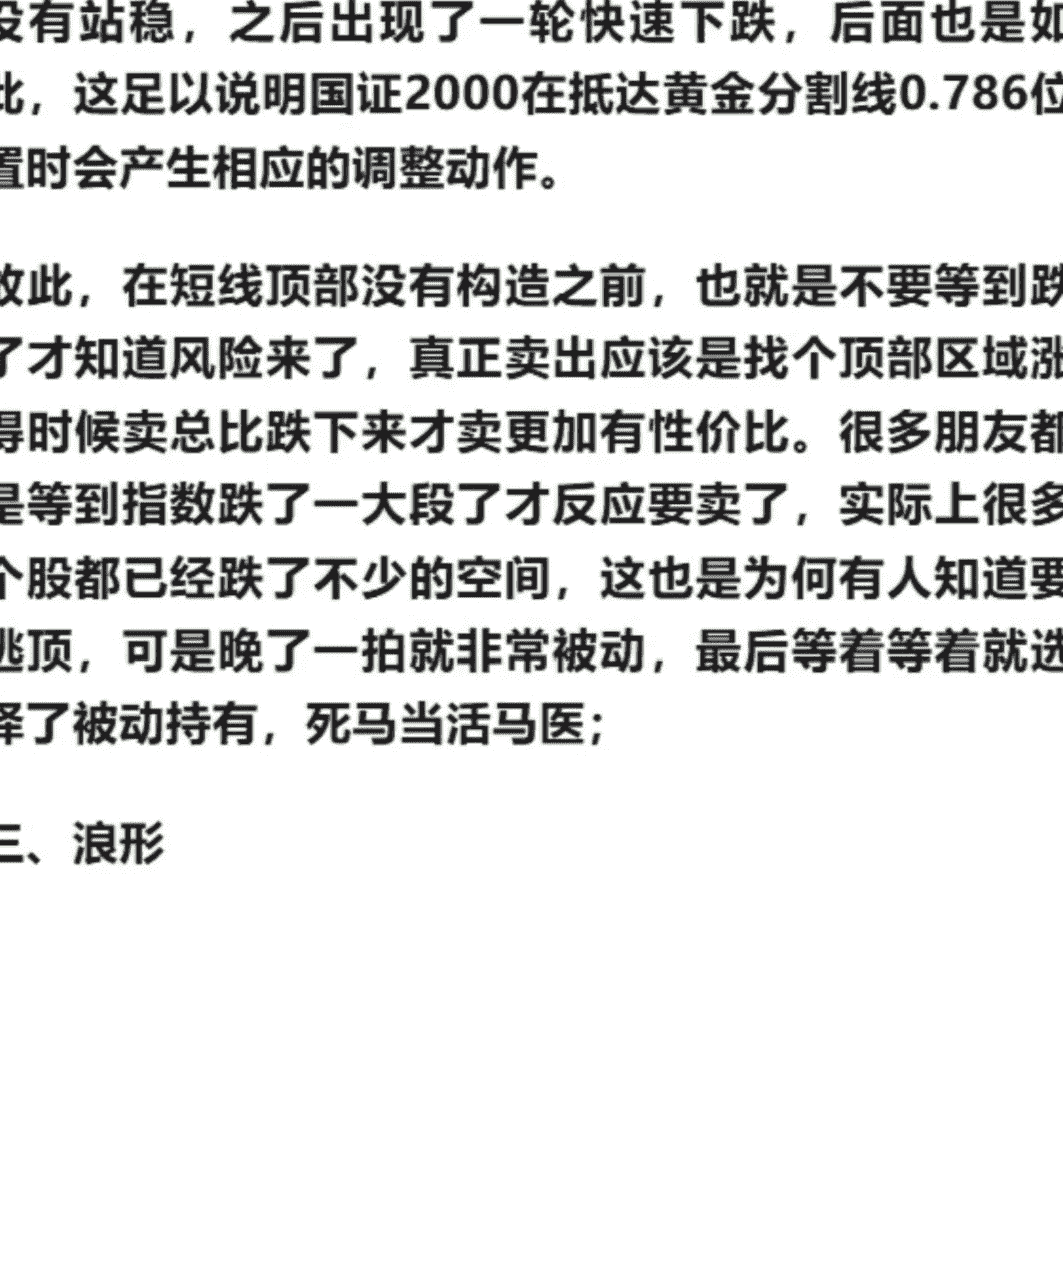 没有站稳，之后出现了一轮快速下跌，后面也是如
此，这足以说明国证2000在抵达黄金分割线0.786位
置时会产生相应的调整动作。
故此，在短线顶部没有构造之前，也就是不要等到跌
了才知道风险来了，真正卖出应该是找个顶部区域涨
得时候卖总比跌下来才卖更加有性价比。很多朋友都
是等到指数跌了一大段了才反应要卖了，实际上很多
个股都已经跌了不少的空间，这也是为何有人知道要
逃顶，可是晚了一拍就非常被动，最后等着等着就选
择了被动持有，死马当活马医；
三、浪形